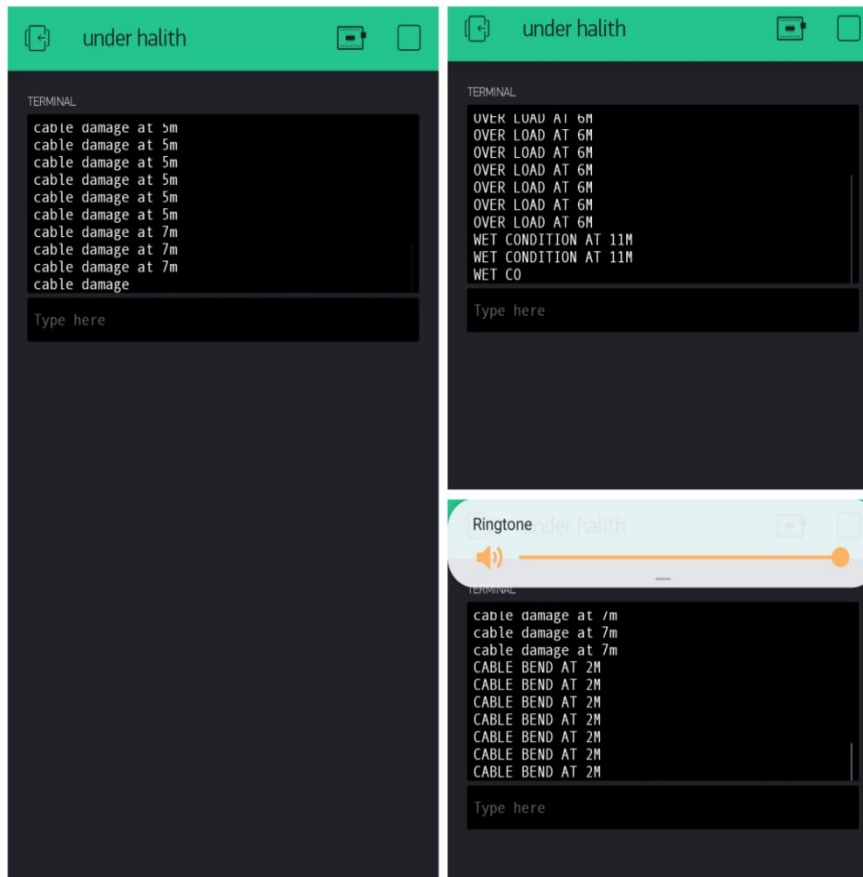 under halith
TERMINAL
cable damage at 5m
cable damage at 5m
cable damage at 5m
cable damage at 5m
cable damage at 5m
cable damage at 5m
cable damage at 7m
cable damage at 7m
cable damage at 7m
cable damage
Type here
under halith
TERMINAL
OVER LOAD AT 6M
OVER LOAD AT 6M
OVER LOAD AT 6M
OVER LOAD AT 6M
OVER LOAD AT 6M
OVER LOAD AT 6M
OVER LOAD AT 6M
WET CONDITION AT 11M
WET CONDITION AT 11M
WET CO
Type here
Ringtone
under halith
TERMINAL
cable damage at 7m
cable damage at 7m
cable damage at 7m
CABLE BEND AT 2M
CABLE BEND AT 2M
CABLE BEND AT 2M
CABLE BEND AT 2M
CABLE BEND AT 2M
CABLE BEND AT 2M
CABLE BEND AT 2M
Type here